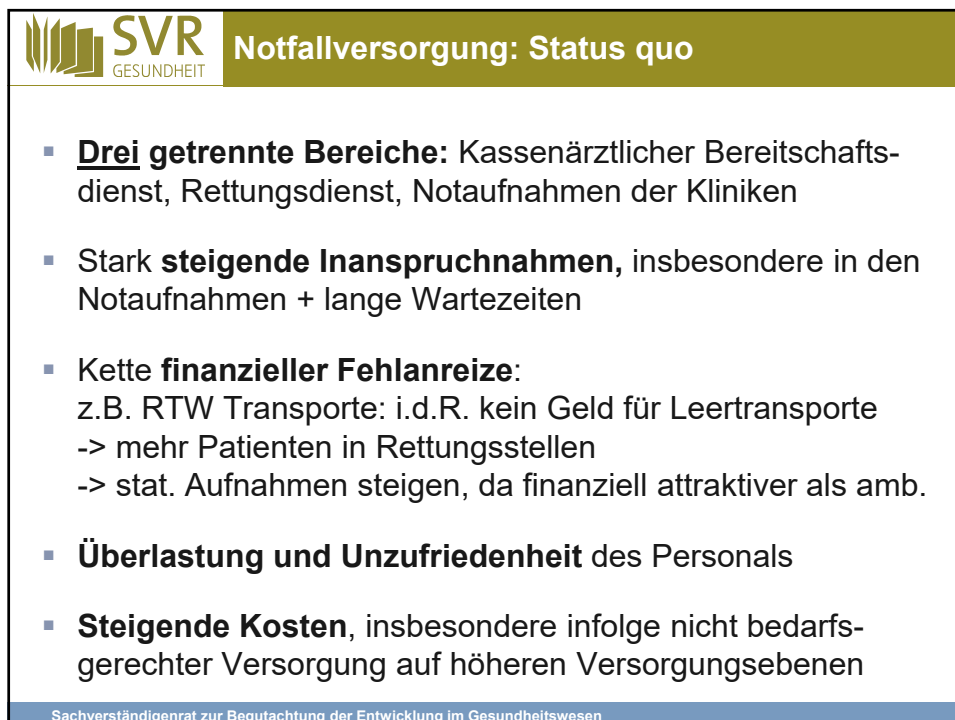 SVR
GESUNDHEIT
Notfallversorgung: Status quo
▪ Drei getrennte Bereiche: Kassenärztlicher Bereitschafts-
dienst, Rettungsdienst, Notaufnahmen der Kliniken
▪ Stark steigende Inanspruchnahmen, insbesondere in den
Notaufnahmen + lange Wartezeiten
▪ Kette finanzieller Fehlanreize:
z.B. RTW Transporte: i.d.R. kein Geld für Leertransporte
-> mehr Patienten in Rettungsstellen
-> stat. Aufnahmen steigen, da finanziell attraktiver als amb.
▪ Überlastung und Unzufriedenheit des Personals
▪ Steigende Kosten, insbesondere infolge nicht bedarfs-
gerechter Versorgung auf höheren Versorgungsebenen
Sachverständigenrat zur Begutachtung der Entwicklung im Gesundheitswesen